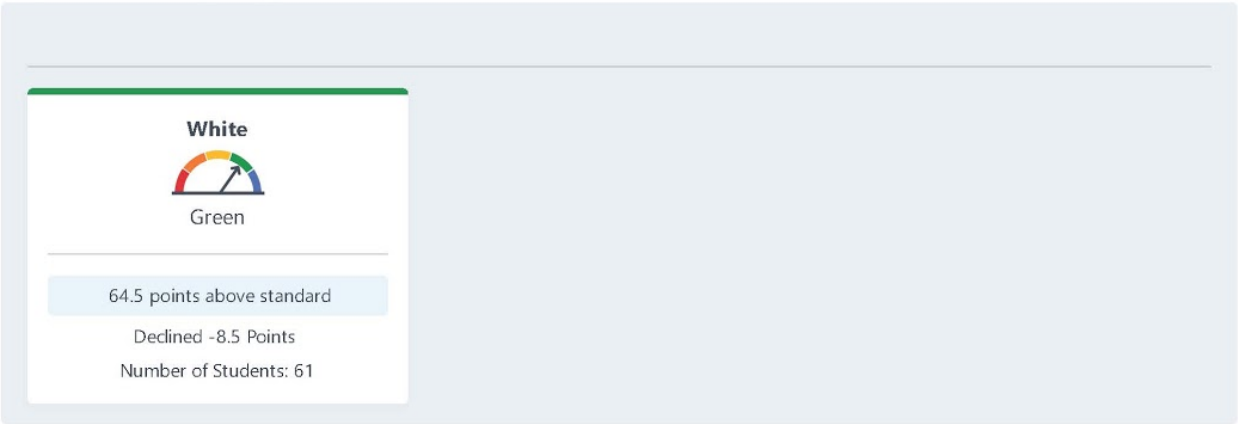 White
Green
64.5 points above standard
Declined -8.5 Points
Number of Students: 61